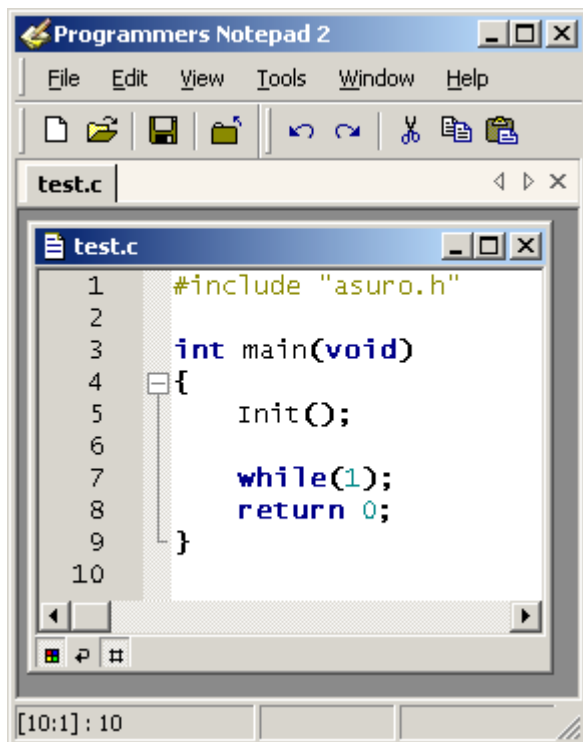 Programmers Notepad 2
File Edit View Tools Window Help
test.c
test.c
1 #include "asuro.h"
2
3 int main(void)
4 {
5 Init();
6
7 while(1);
8 return 0;
9 }
10
[10:1] : 10